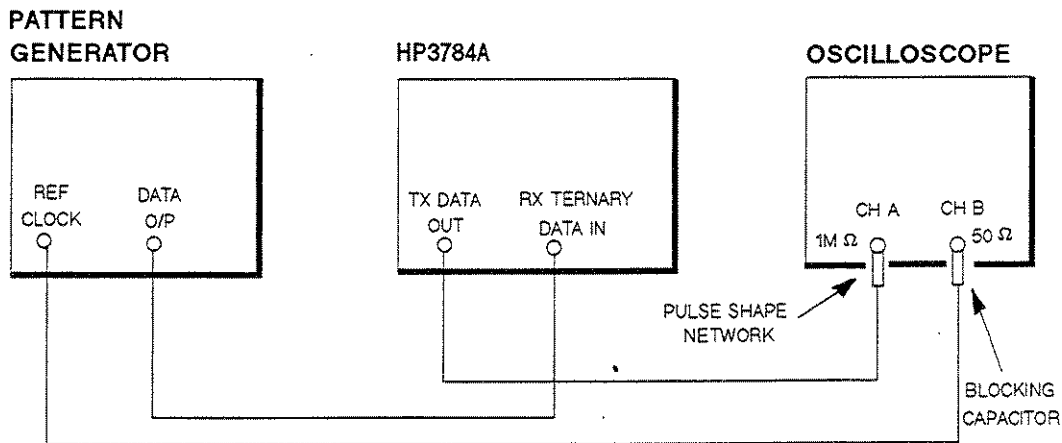 PATTERN
GENERATOR
HP3784A
OSCILLOSCOPE
REF
CLOCK
DATA
O/P
TX DATA
OUT
RX TERNARY
DATA IN
CH A
CH B
1M Ω
50 Ω
PULSE SHAPE
NETWORK
BLOCKING
CAPACITOR